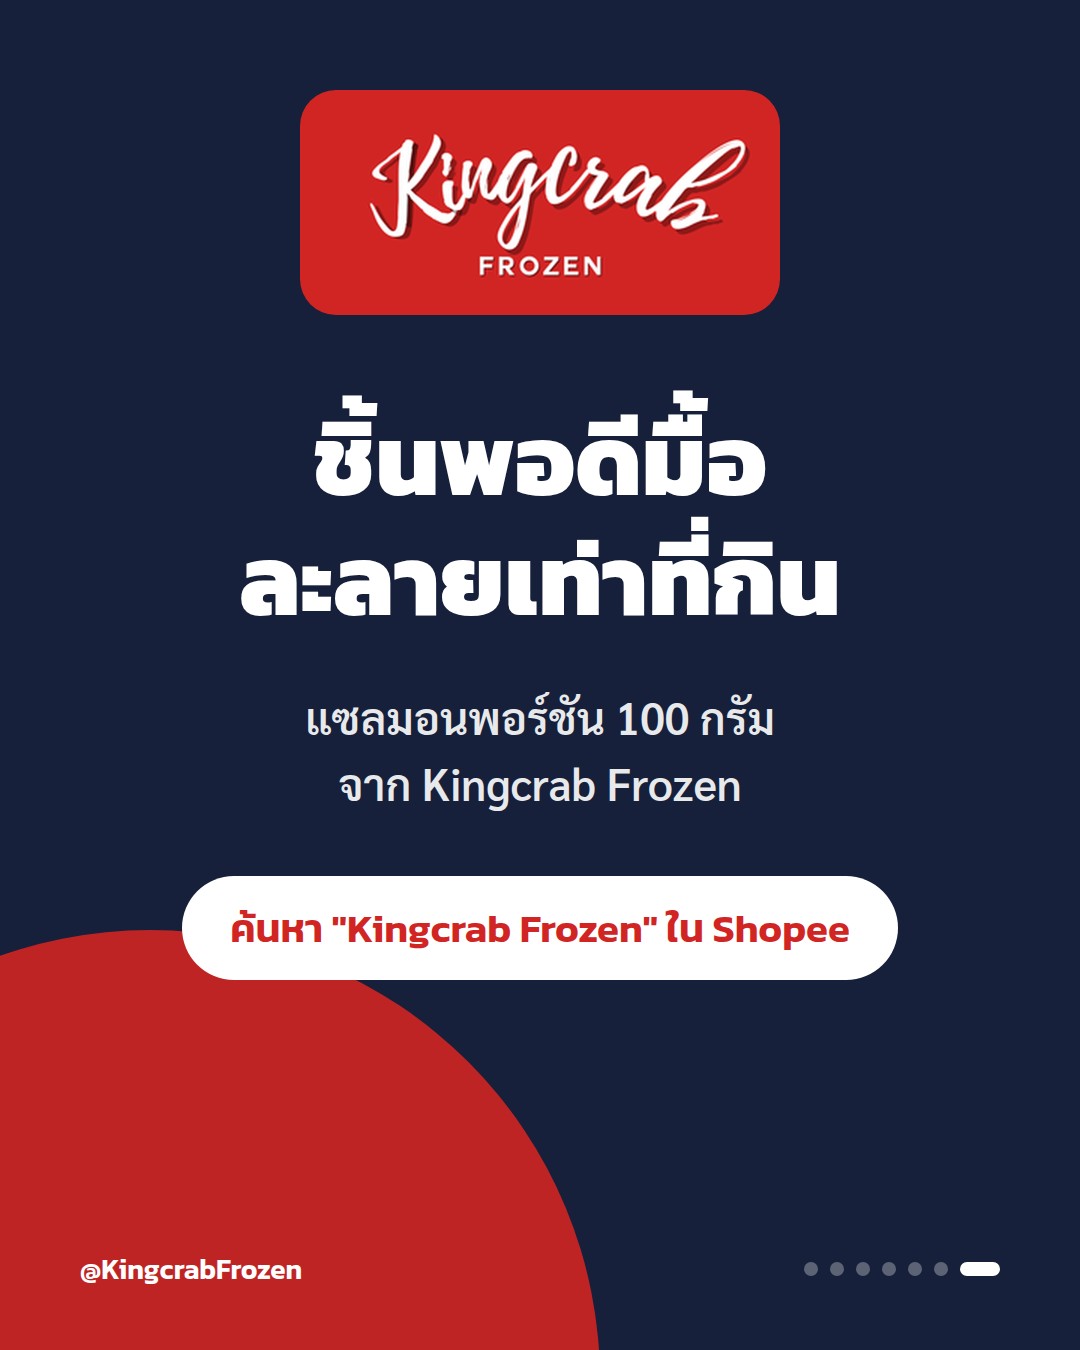 Kingcrab
FROZEN
ชิ้นพอดีมื้อ
ละลายเท่าที่กิน
แซลมอนพอร์ชัน 100 กรัม
จาก Kingcrab Frozen
ค้นหา "Kingcrab Frozen" ใน Shopee
@KingcrabFrozen